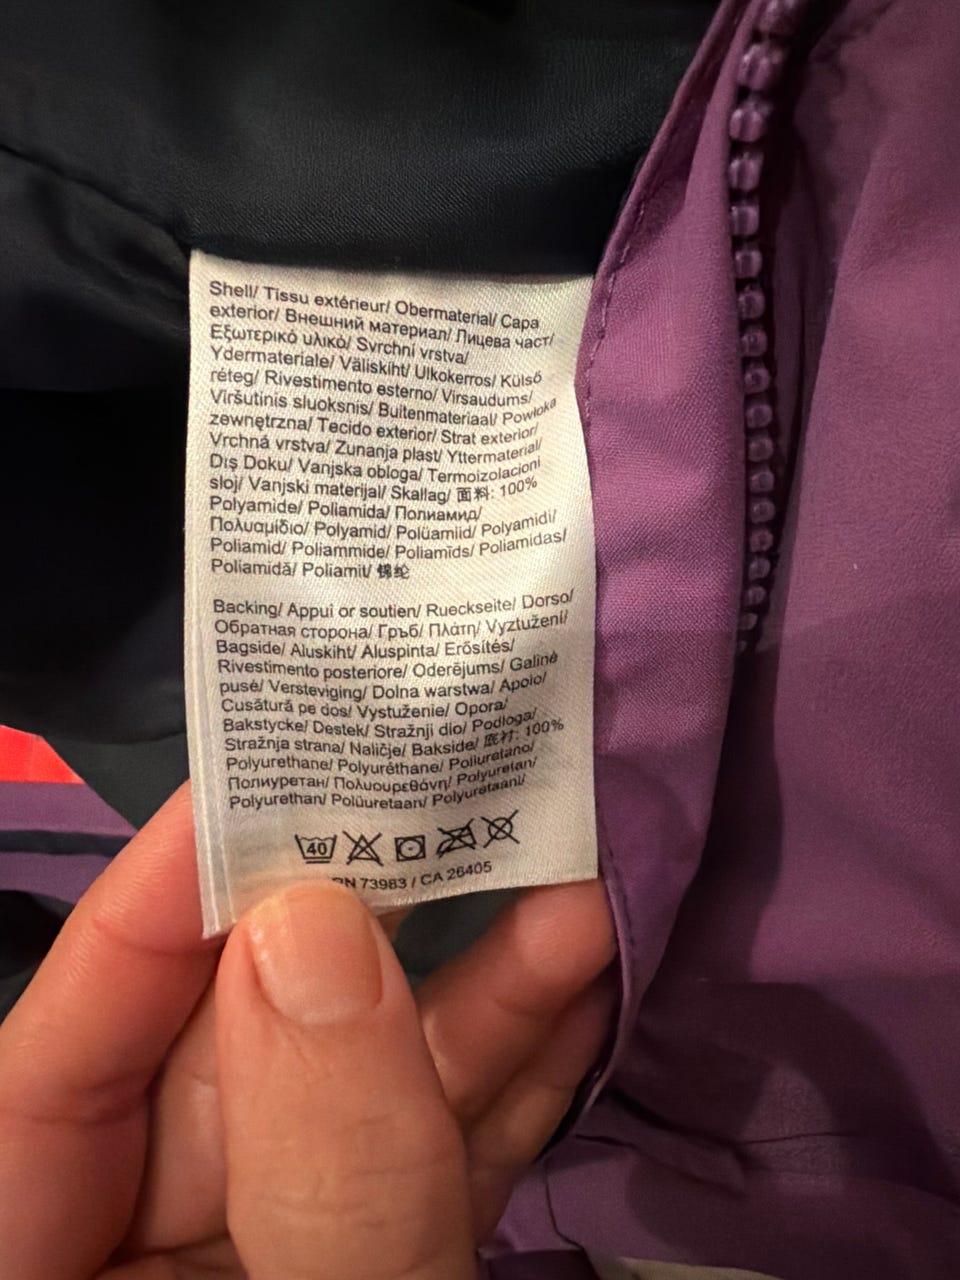 Shell/ Tissu extérieur/ Obermaterial/ Capa
exterior/ Внешний материал/ Лицева част/
Εξωτερικό υλικό/ Svrchní vrstva/
Ydermateriale/ Väliskiht/ Ulkokerros/ Külső
réteg/ Rivestimento esterno/ Virsaudums/
Viršutinis sluoksnis/ Buitenmateriaal/ Powłoka
zewnętrzna/ Tecido exterior/ Strat exterior/
Vrchná vrstva/ Zunanja plast/ Yttermaterial/
Dış Doku/ Vanjska obloga/ Termoizolacioni
sloj/ Vanjski materijal/ Skallag/ 面料: 100%
Polyamide/ Poliamida/ Полиамид/
Πολυαμίδιο/ Polyamid/ Polüamiid/ Polyamidi/
Poliamid/ Poliammide/ Poliamīds/ Poliamidas/
Poliamidă/ Poliamit/ 锦纶
Backing/ Appui or soutien/ Rueckseite/ Dorso/
Обратная сторона/ Гръб/ Πλάτη/ Vyztužení/
Bagside/ Aluskiht/ Aluspinta/ Erősítés/
Rivestimento posteriore/ Oderējums/ Galinė
pusė/ Versteviging/ Dolna warstwa/ Apoio/
Cusătură pe dos/ Vystuženie/ Opora/
Bakstycke/ Destek/ Stražnji dio/ Podloga/
Stražnja strana/ Naličje/ Bakside/ 底衬: 100%
Polyurethane/ Polyuréthane/ Poliuretano/
Полиуретан/ Πολυουρεθάνη/ Polyuretan/
Polyurethan/ Polüuretaan/ Polyuretaani/
40
RN 73983 / CA 26405